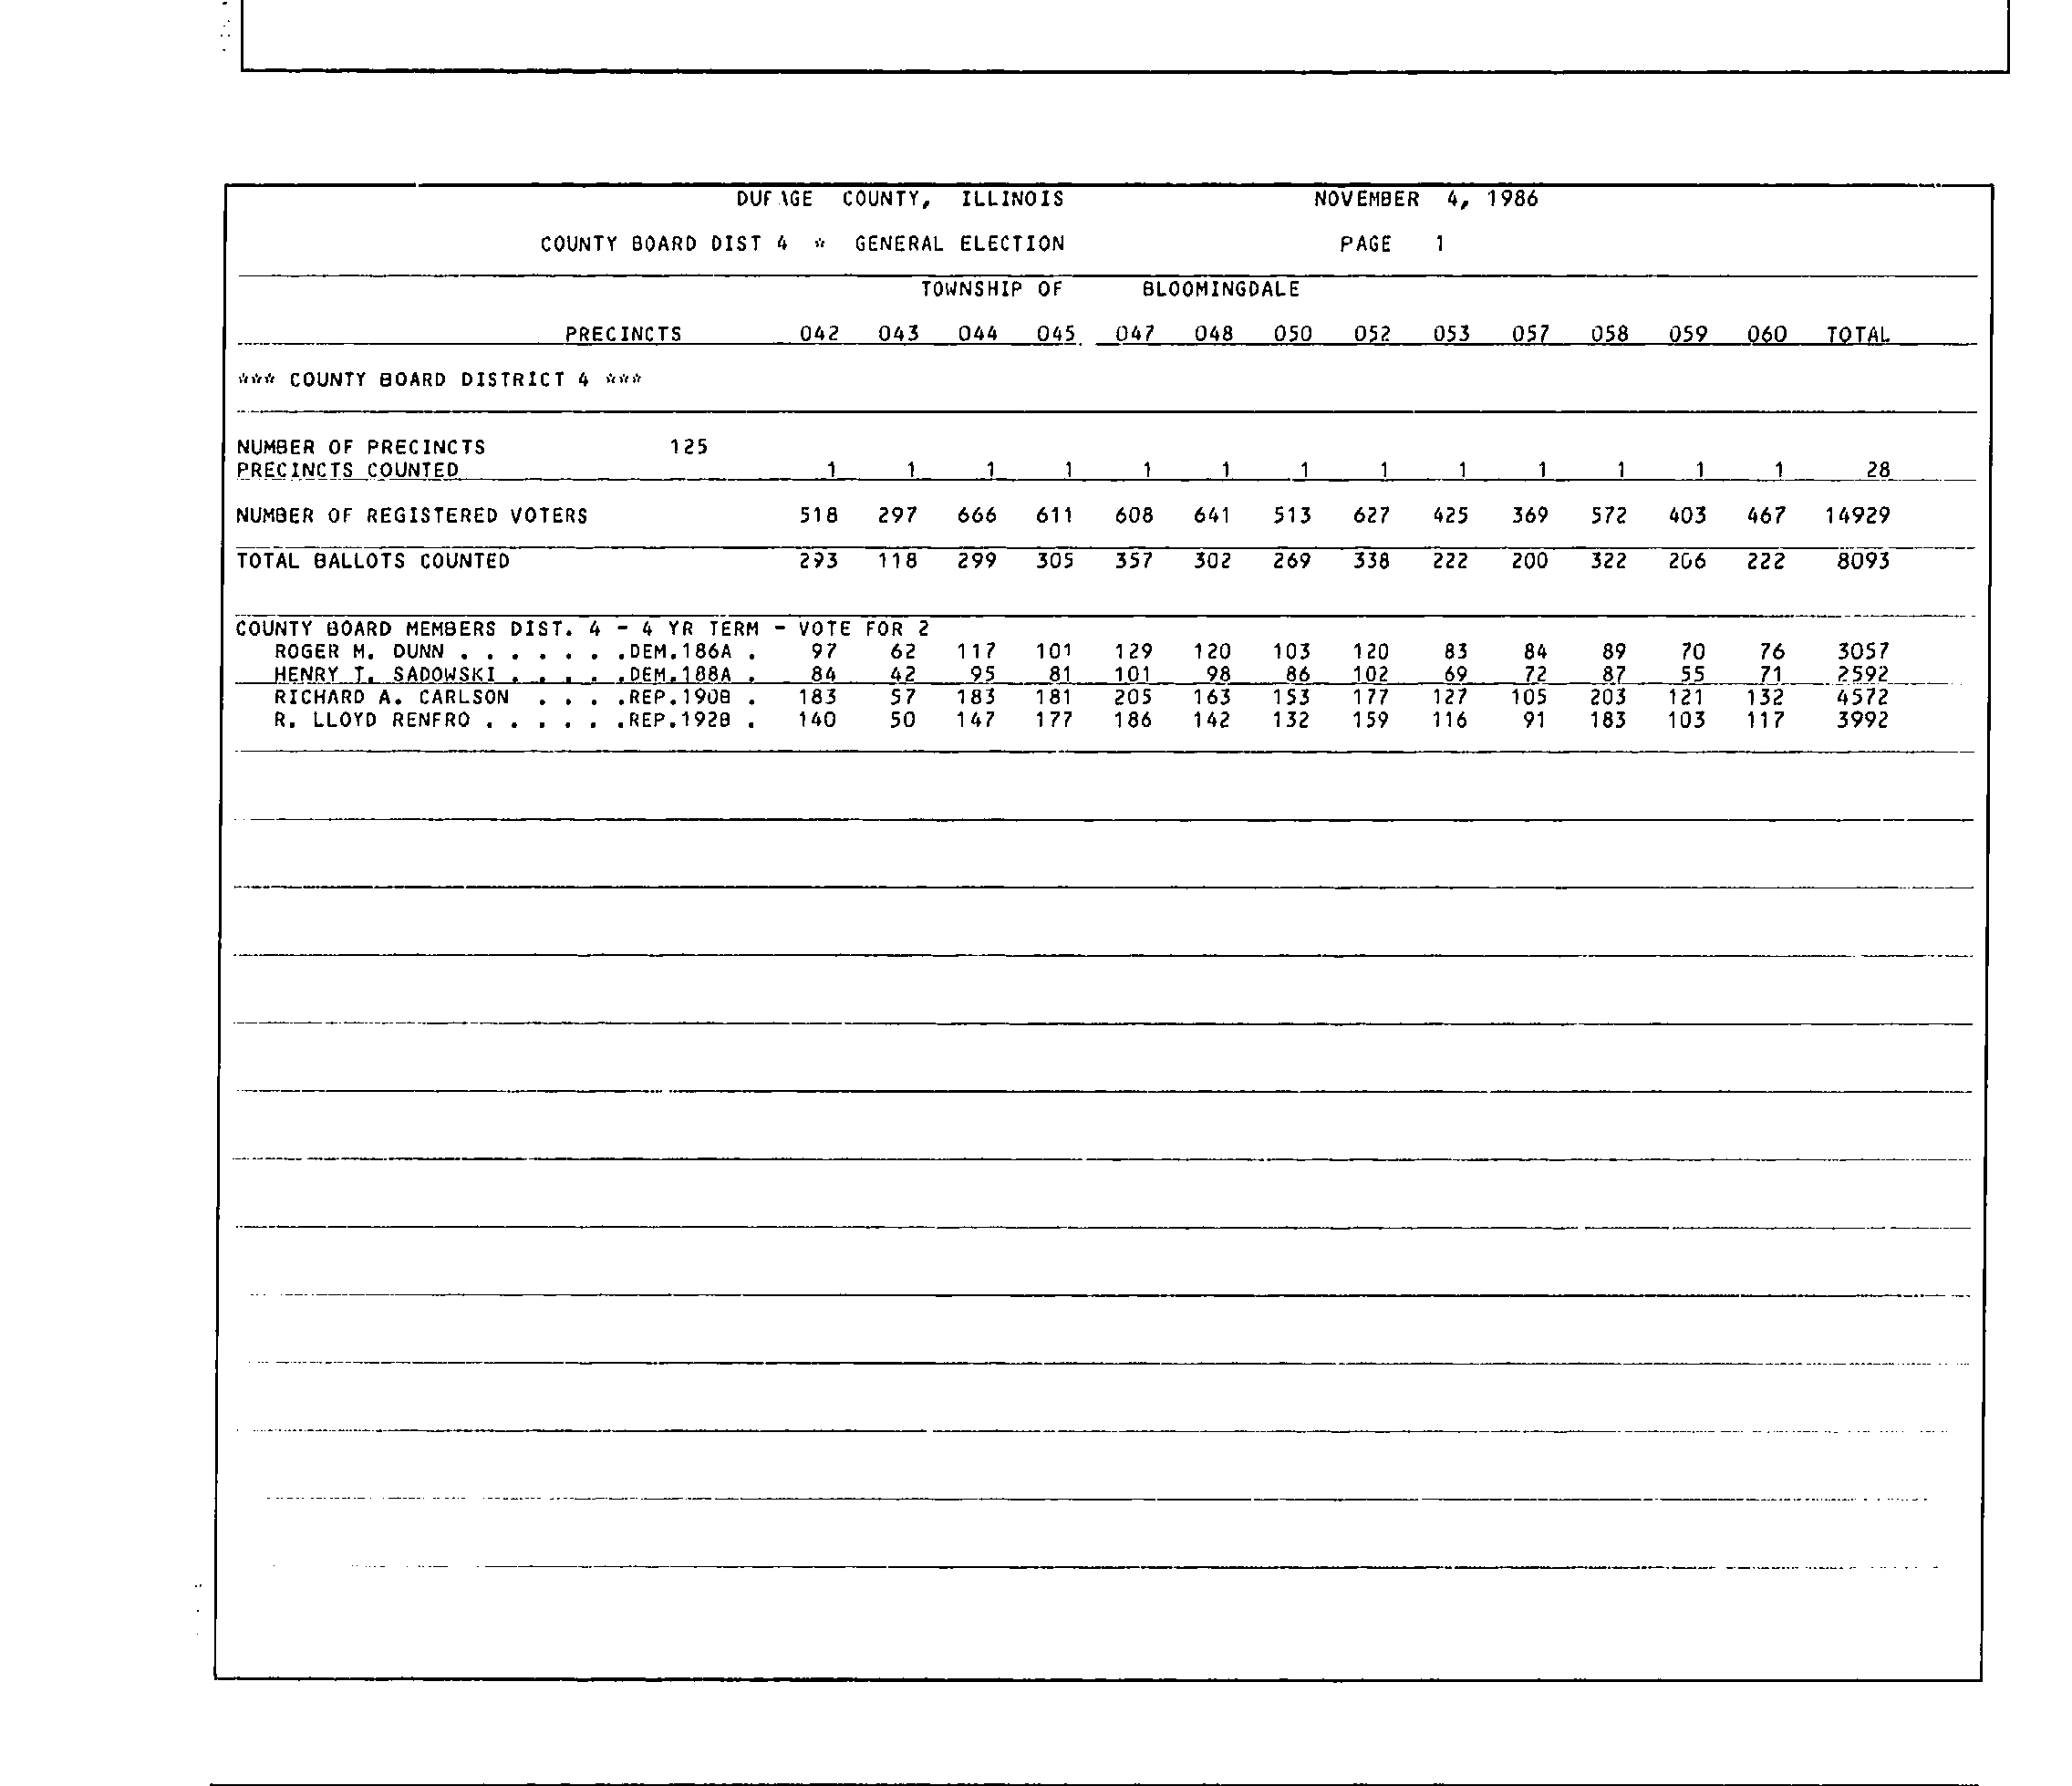 COUNTY, ILLINOIS NOVEMBER 4, 1986
COUNTY BOARD DIST 4 * GENERAL ELECTION PAGE 1
TOWNSHIP OF BLOOMINGDALE
PRECINCTS 042 043 044 045 047 048 050 052 053 057 058 059 060 TOTAL
*** COUNTY BOARD DISTRICT 4 ***
NUMBER OF PRECINCTS 125
PRECINCTS COUNTED 1 1 1 1 1 1 1 1 1 1 1 1 1 28
NUMBER OF REGISTERED VOTERS 518 297 666 611 608 641 513 627 425 369 572 403 467 14929
TOTAL BALLOTS COUNTED 293 118 299 305 357 302 269 338 222 200 322 206 222 8093
COUNTY BOARD MEMBERS DIST. 4 - 4 YR TERM - VOTE FOR 2
ROGER M. DUNN . . . . . . .DEM.186A . 97 62 117 101 129 120 103 120 83 84 89 70 76 3057
HENRY T. SADOWSKI . . . . .DEM.188A . 84 42 95 81 101 98 86 102 69 72 87 55 71 2592
RICHARD A. CARLSON . . . .REP.190B . 183 57 183 181 205 163 153 177 127 105 203 121 132 4572
R. LLOYD RENFRO . . . . . .REP.192B . 140 50 147 177 186 142 132 159 116 91 183 103 117 3992